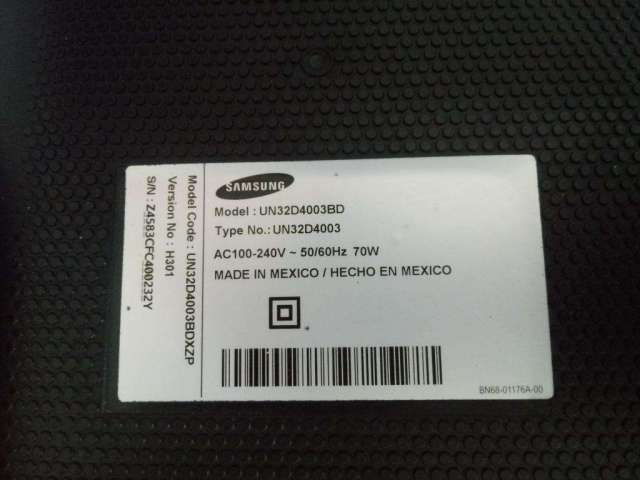 SAMSUNG
Model : UN32D4003BD
Type No.:UN32D4003
AC100-240V ~ 50/60Hz 70W
MADE IN MEXICO / HECHO EN MEXICO
BN68-01176A-00
Model Code : UN32D4003BDXZP
Version No : H301
S/N : Z4583CFC400232Y